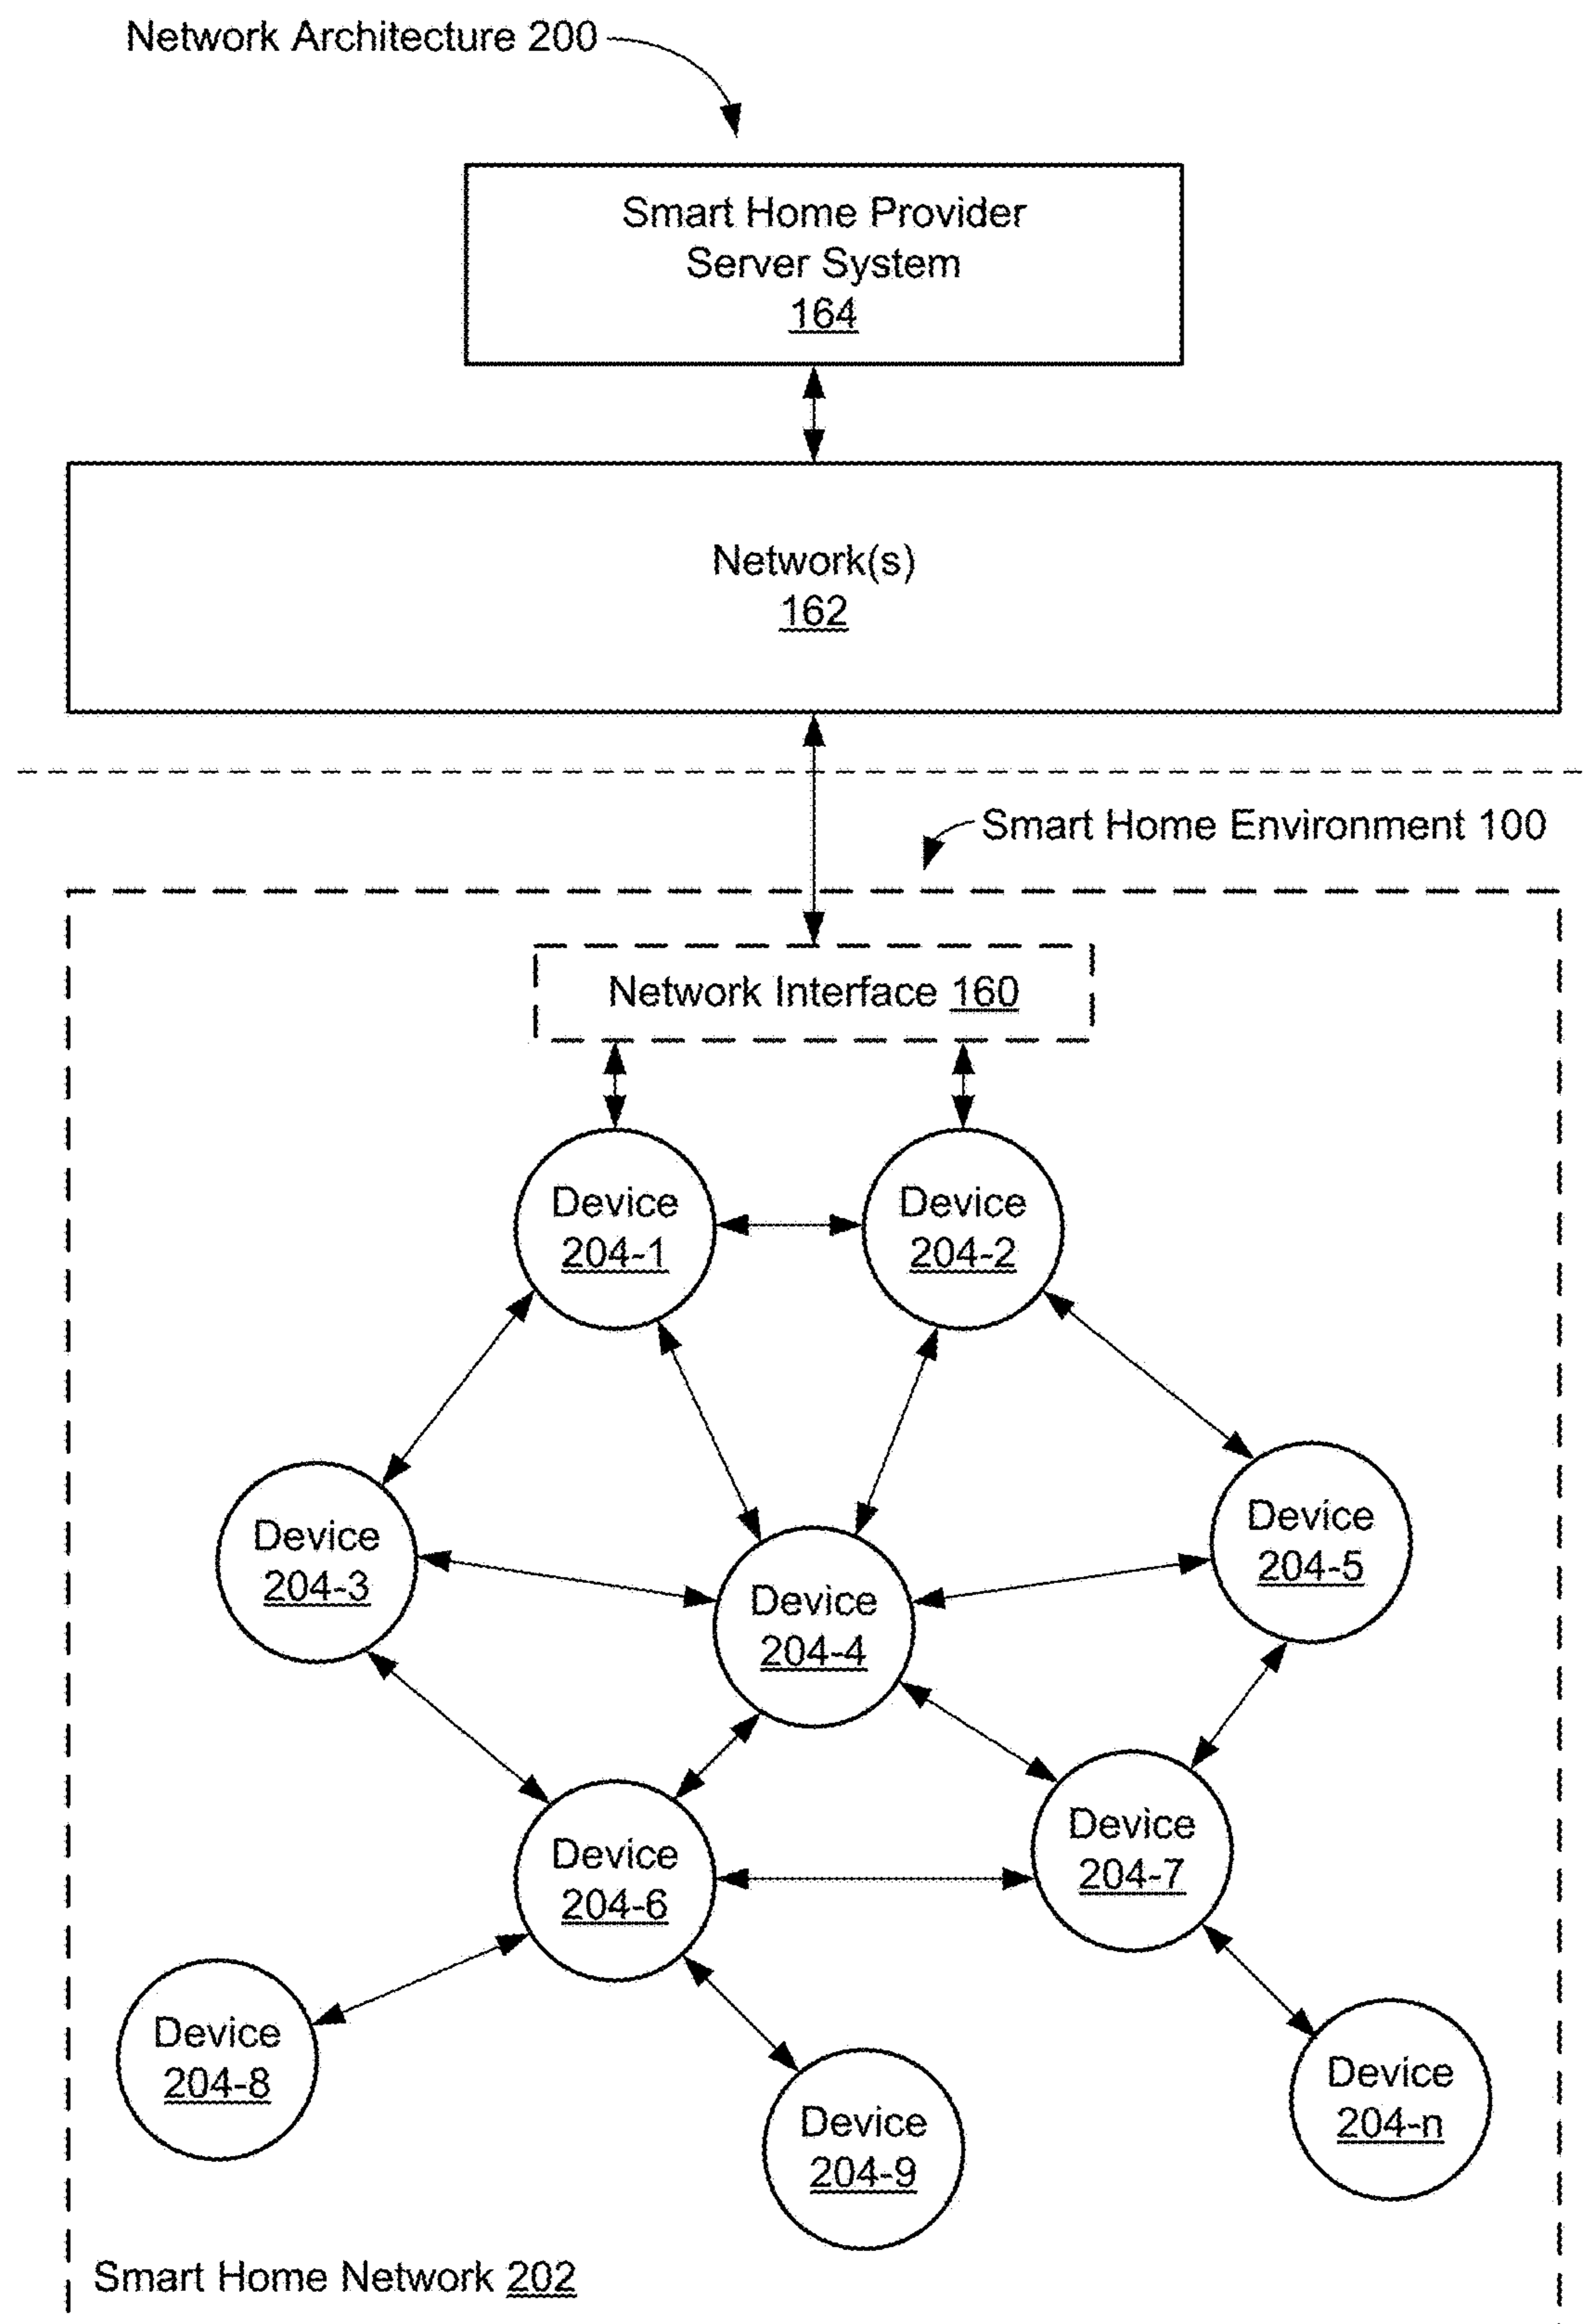 Network Architecture 200
Smart Home Provider
Server System
164
Network(s)
162
Smart Home Environment 100
Network Interface 160
Device
204-1
Device
204-2
Device
204-3
Device
204-4
Device
204-5
Device
204-6
Device
204-7
Device
204-8
Device
204-9
Device
204-n
Smart Home Network 202